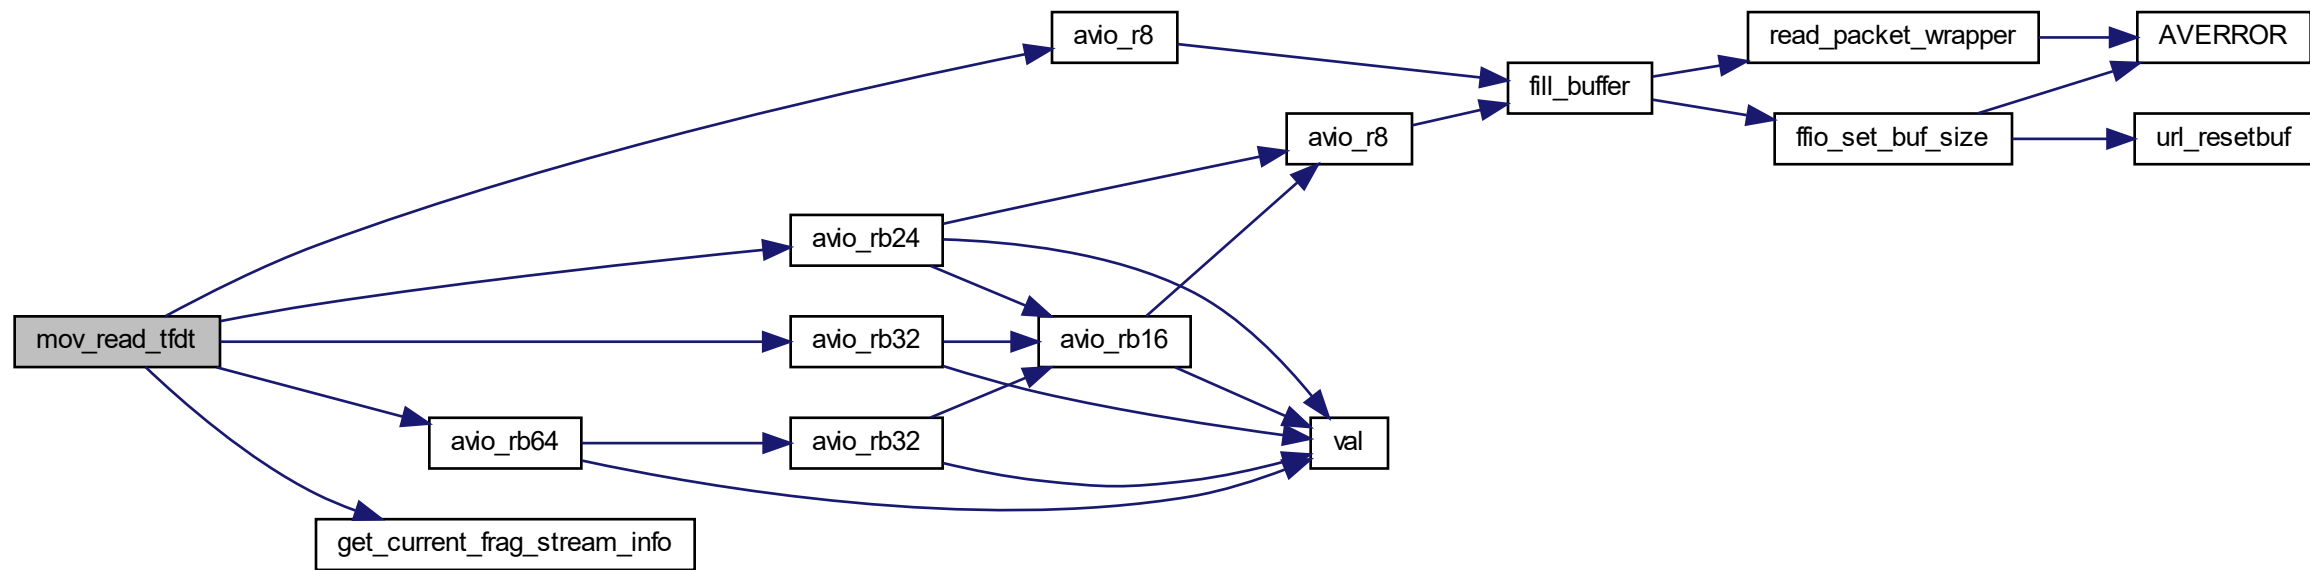 avio_r8
read_packet_wrapper
AVERROR
fill_buffer
avio_r8
ffio_set_buf_size
url_resetbuf
avio_rb24
mov_read_tfdt
avio_rb32
avio_rb16
avio_rb64
avio_rb32
val
get_current_frag_stream_info